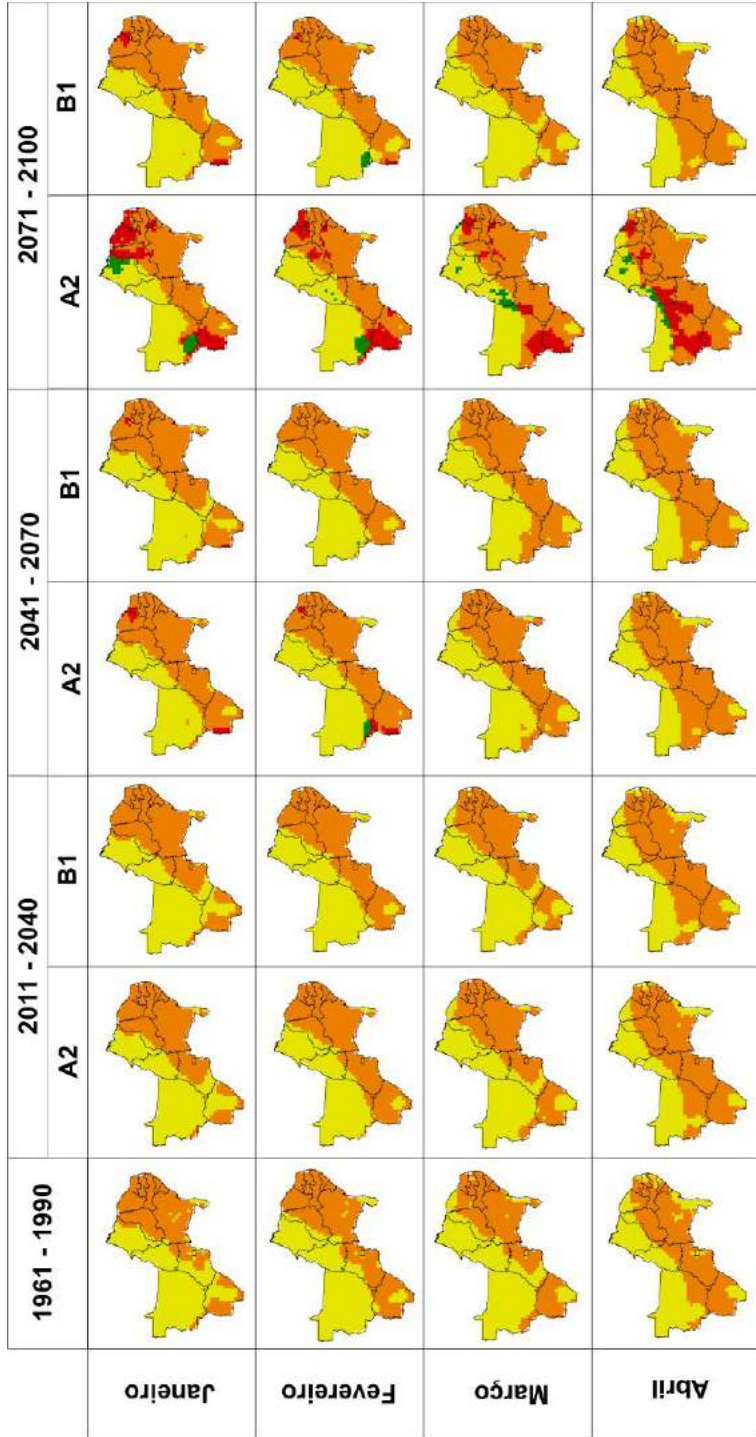 1961 - 1990
2011 - 2040
2041 - 2070
2071 - 2100
A2
B1
A2
B1
A2
B1
Janeiro
Fevereiro
Março
Abril